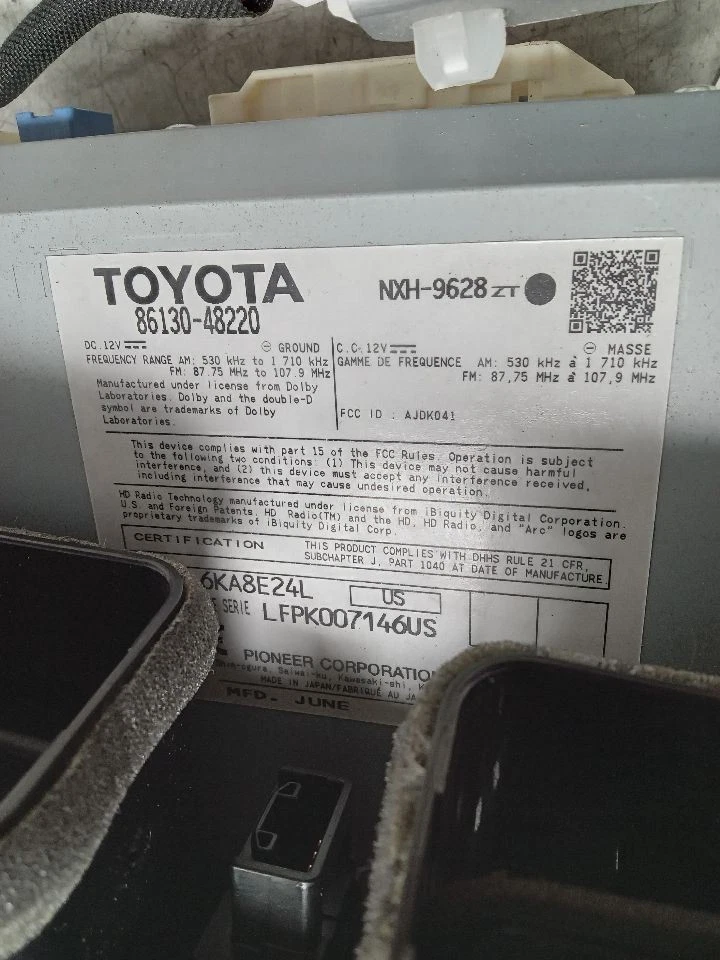 TOYOTA
86130-48220
NXH-9628 ZT
DC. 12V
⊖ GROUND
FREQUENCY RANGE AM: 530 kHz to 1 710 kHz
FM: 87.75 MHz to 107.9 MHz
Manufactured under license from Dolby
Laboratories. Dolby and the double-D
symbol are trademarks of Dolby
Laboratories.
C.C. 12V
⊖ MASSE
GAMME DE FREQUENCE AM: 530 kHz à 1 710 kHz
FM: 87,75 MHz à 107,9 MHz
FCC ID : AJDK041
This device complies with part 15 of the FCC Rules. Operation is subject
to the following two conditions: (1) This device may not cause harmful
interference, and (2) this device must accept any interference received,
including interference that may cause undesired operation.
HD Radio Technology manufactured under license from iBiquity Digital Corporation.
U.S. and Foreign Patents. HD Radio(TM) and the HD, HD Radio, and "Arc" logos are
proprietary trademarks of iBiquity Digital Corp.
CERTIFICATION
THIS PRODUCT COMPLIES WITH DHHS RULE 21 CFR,
SUBCHAPTER J, PART 1040 AT DATE OF MANUFACTURE.
6KA8E24L
US
SERIE LFPK007146US
PIONEER CORPORATION
Shin-ogura, Saiwai-ku, Kawasaki-shi,
MADE IN JAPAN/FABRIQUÉ AU
MFD- JUNE